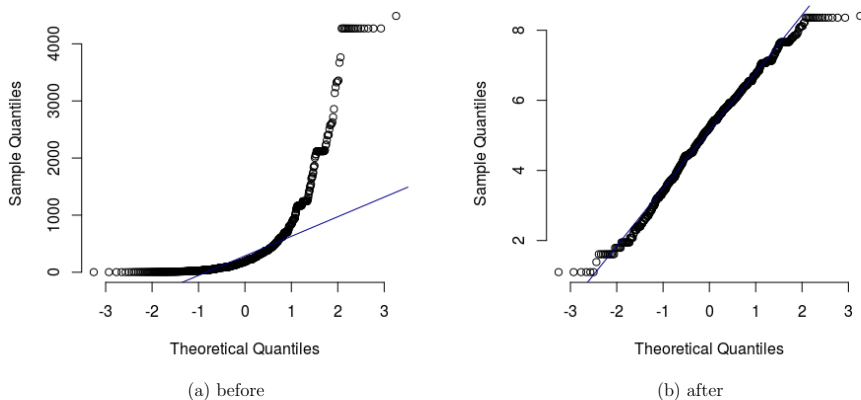 Sample Quantiles
4000
3000
2000
1000
0
-3 -2 -1 0 1 2 3
Theoretical Quantiles
(a) before
Sample Quantiles
8
6
4
2
-3 -2 -1 0 1 2 3
Theoretical Quantiles
(b) after